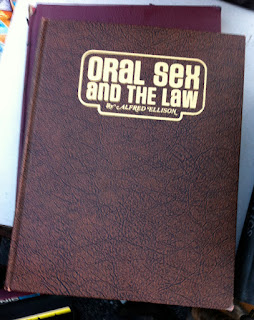 ORAL SEX
AND THE LAW
By ALFRED ELLISON